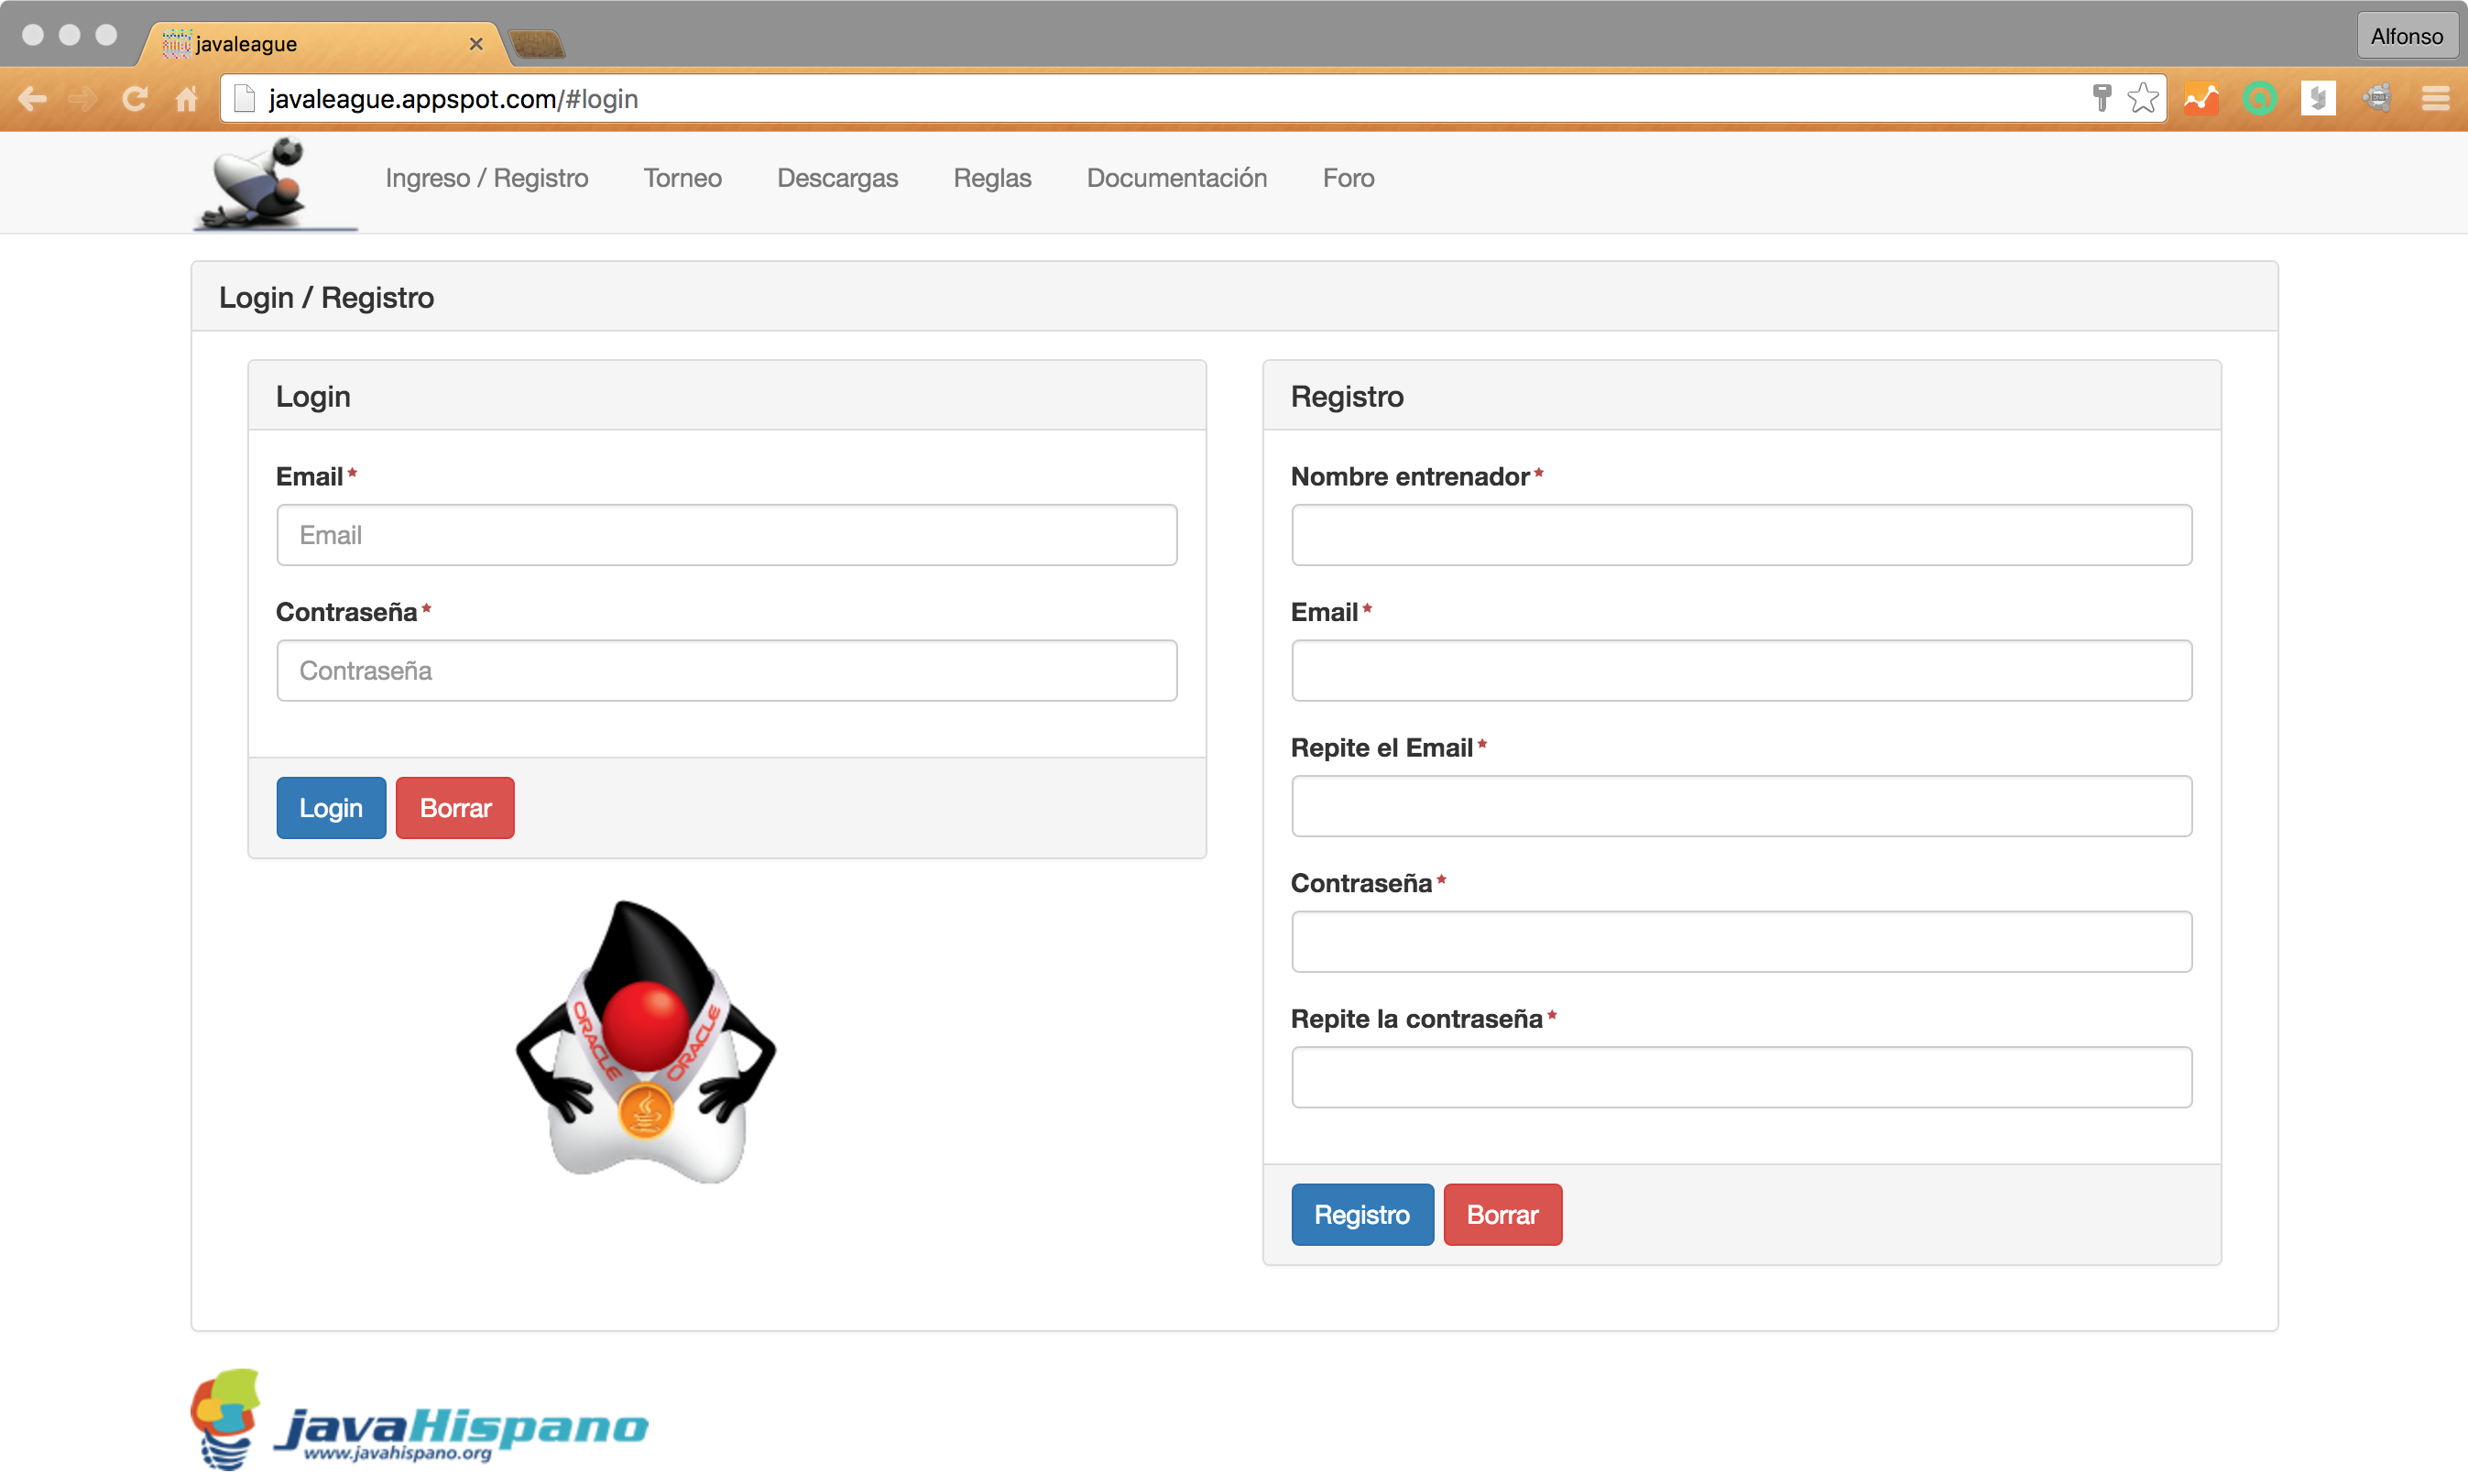 javaleague
Alfonso
javaleague.appspot.com/#login
Ingreso / Registro Torneo Descargas Reglas Documentación Foro
Login / Registro
Login
Email*
Email
Contraseña*
Contraseña
Login Borrar
ORACLE ORACLE
Registro
Nombre entrenador*
Email*
Repite el Email*
Contraseña*
Repite la contraseña*
Registro Borrar
javaHispano
www.javahispano.org